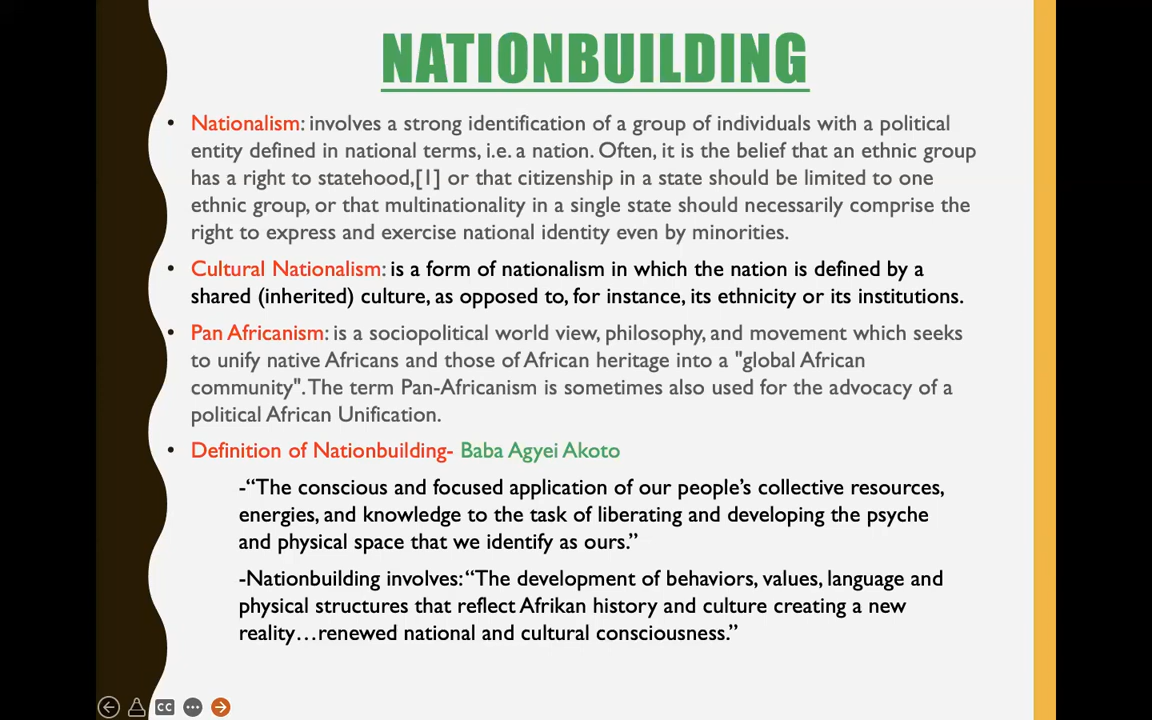 NATIONBUILDING
• Nationalism: involves a strong identification of a group of individuals with a political
entity defined in national terms, i.e. a nation. Often, it is the belief that an ethnic group
has a right to statehood,[1] or that citizenship in a state should be limited to one
ethnic group, or that multinationality in a single state should necessarily comprise the
right to express and exercise national identity even by minorities.
• Cultural Nationalism: is a form of nationalism in which the nation is defined by a
shared (inherited) culture, as opposed to, for instance, its ethnicity or its institutions.
• Pan Africanism: is a sociopolitical world view, philosophy, and movement which seeks
to unify native Africans and those of African heritage into a "global African
community". The term Pan-Africanism is sometimes also used for the advocacy of a
political African Unification.
• Definition of Nationbuilding- Baba Agyei Akoto
-“The conscious and focused application of our people’s collective resources,
energies, and knowledge to the task of liberating and developing the psyche
and physical space that we identify as ours.”
-Nationbuilding involves: “The development of behaviors, values, language and
physical structures that reflect Afrikan history and culture creating a new
reality…renewed national and cultural consciousness.”
CC